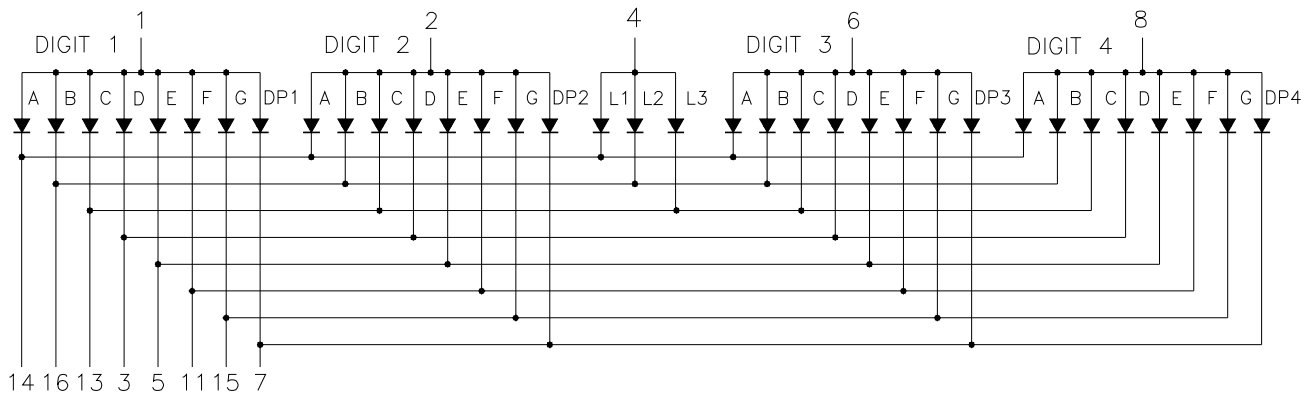 1 2 4 6 8
DIGIT 1 DIGIT 2 DIGIT 3 DIGIT 4
A B C D E F G DP1 A B C D E F G DP2 L1 L2 L3 A B C D E F G DP3 A B C D E F G DP4
14 16 13 3 5 11 15 7